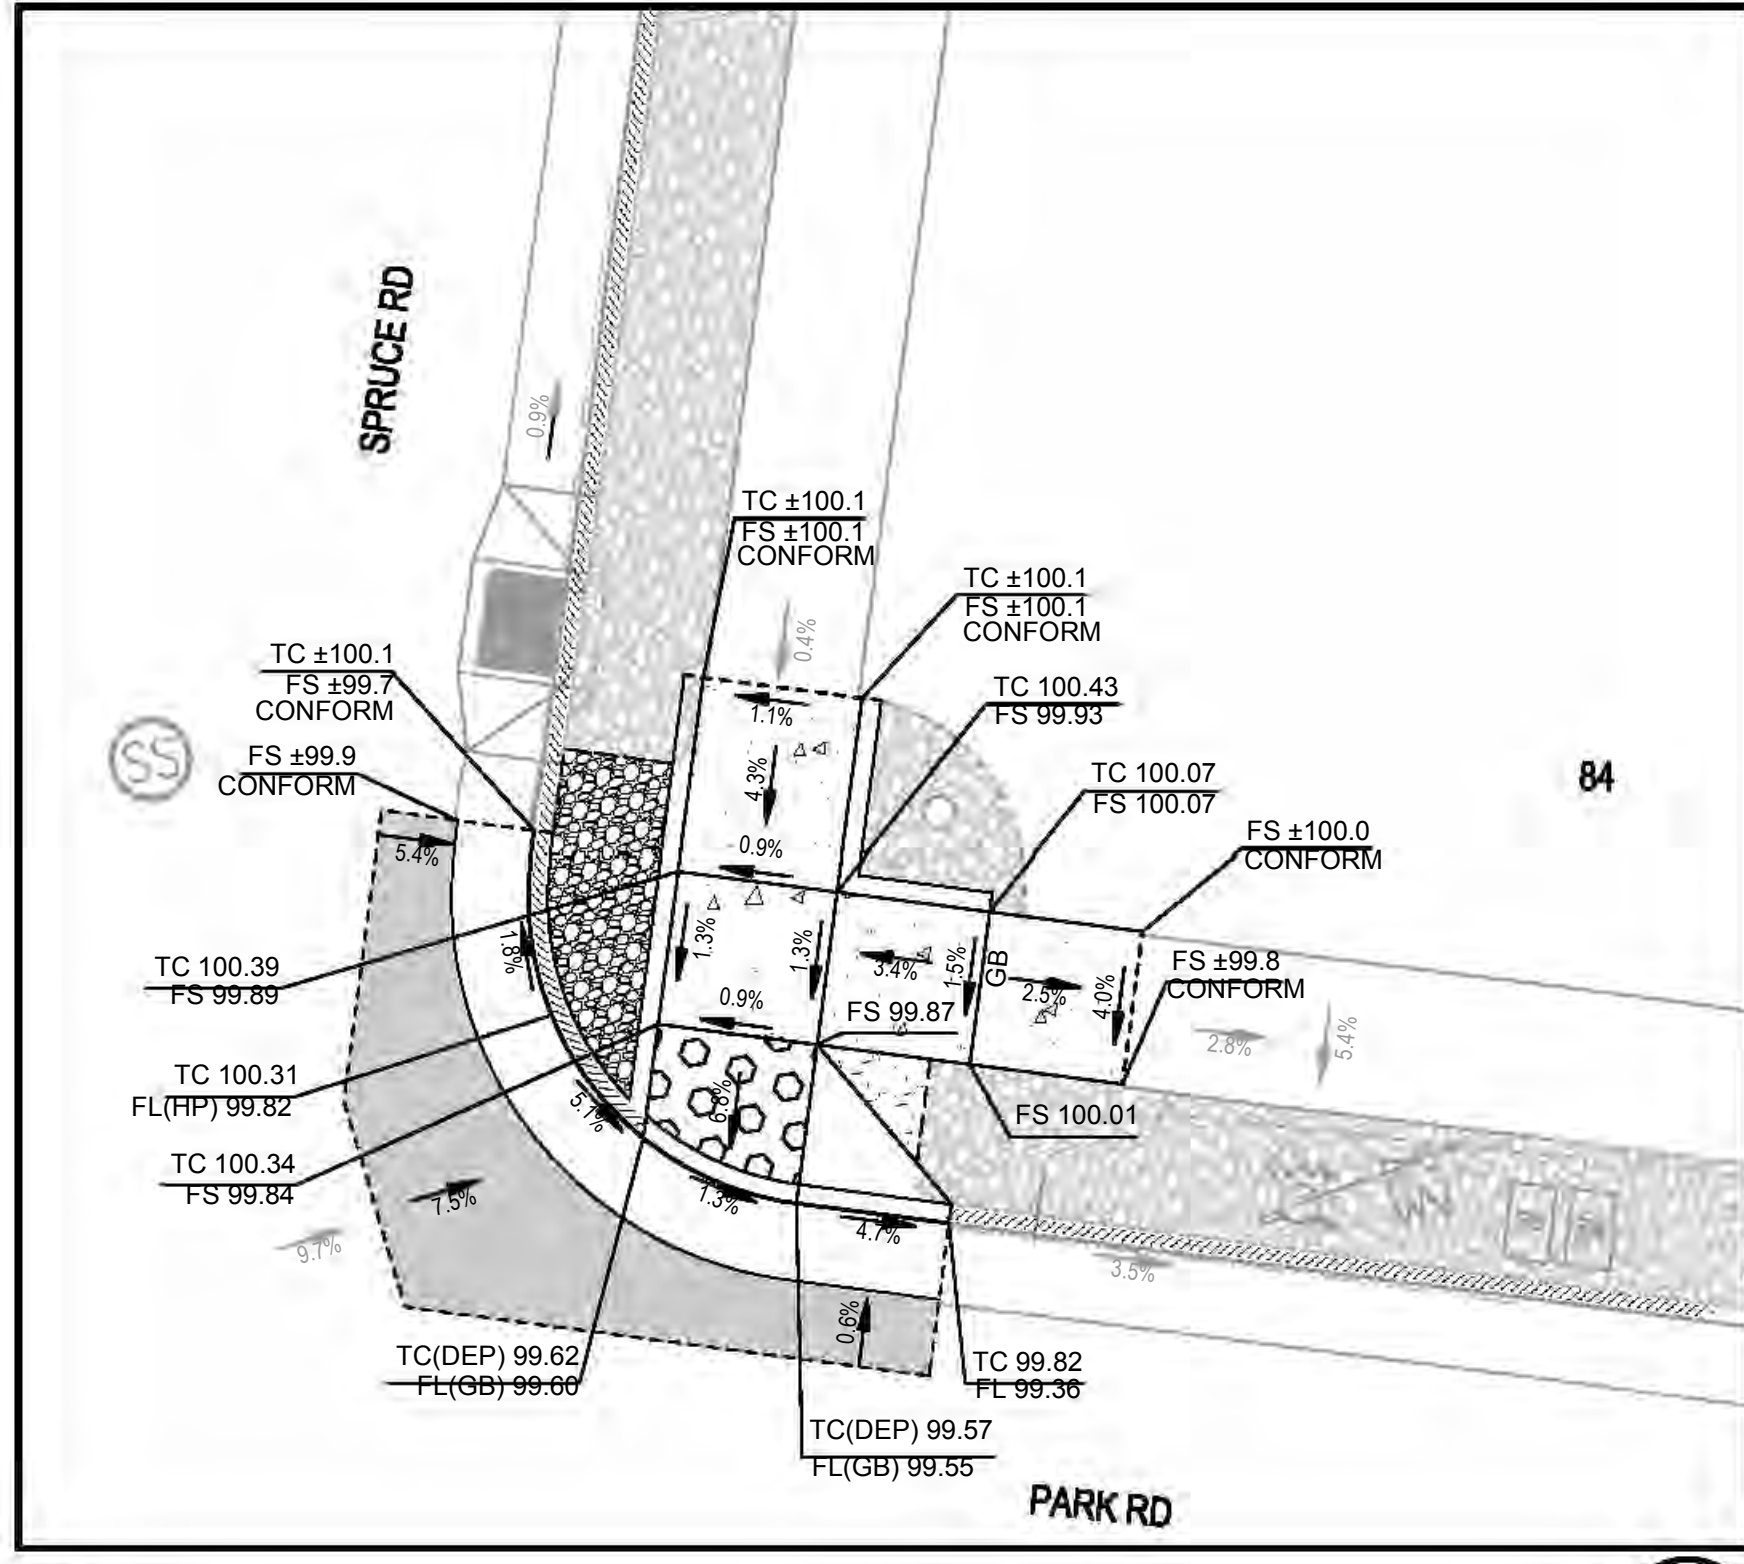 SPRUCE RD
0.9%
TC ±100.1
FS ±100.1
CONFORM
TC ±100.1
FS ±100.1
CONFORM
0.4%
TC ±100.1
FS ±99.7
CONFORM
TC 100.43
FS 99.93
1.1%
SS
FS ±99.9
CONFORM
4.3%
TC 100.07
FS 100.07
84
FS ±100.0
CONFORM
5.4%
0.9%
1.8%
1.3%
1.3%
3.4%
1.5%
GB
2.5%
4.0%
FS ±99.8
CONFORM
TC 100.39
FS 99.89
0.9%
FS 99.87
2.8%
5.4%
TC 100.31
FL(HP) 99.82
5.1%
6.8%
FS 100.01
TC 100.34
FS 99.84
7.5%
1.3%
4.7%
9.7%
3.5%
0.6%
TC(DEP) 99.62
FL(GB) 99.60
TC 99.82
FL 99.36
TC(DEP) 99.57
FL(GB) 99.55
PARK RD